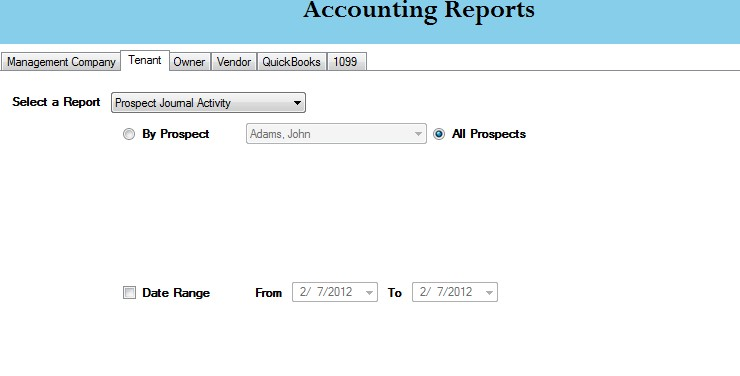 Accounting Reports
Management Company Tenant Owner Vendor QuickBooks 1099
Select a Report Prospect Journal Activity
By Prospect Adams, John All Prospects
Date Range From 2/ 7/2012 To 2/ 7/2012